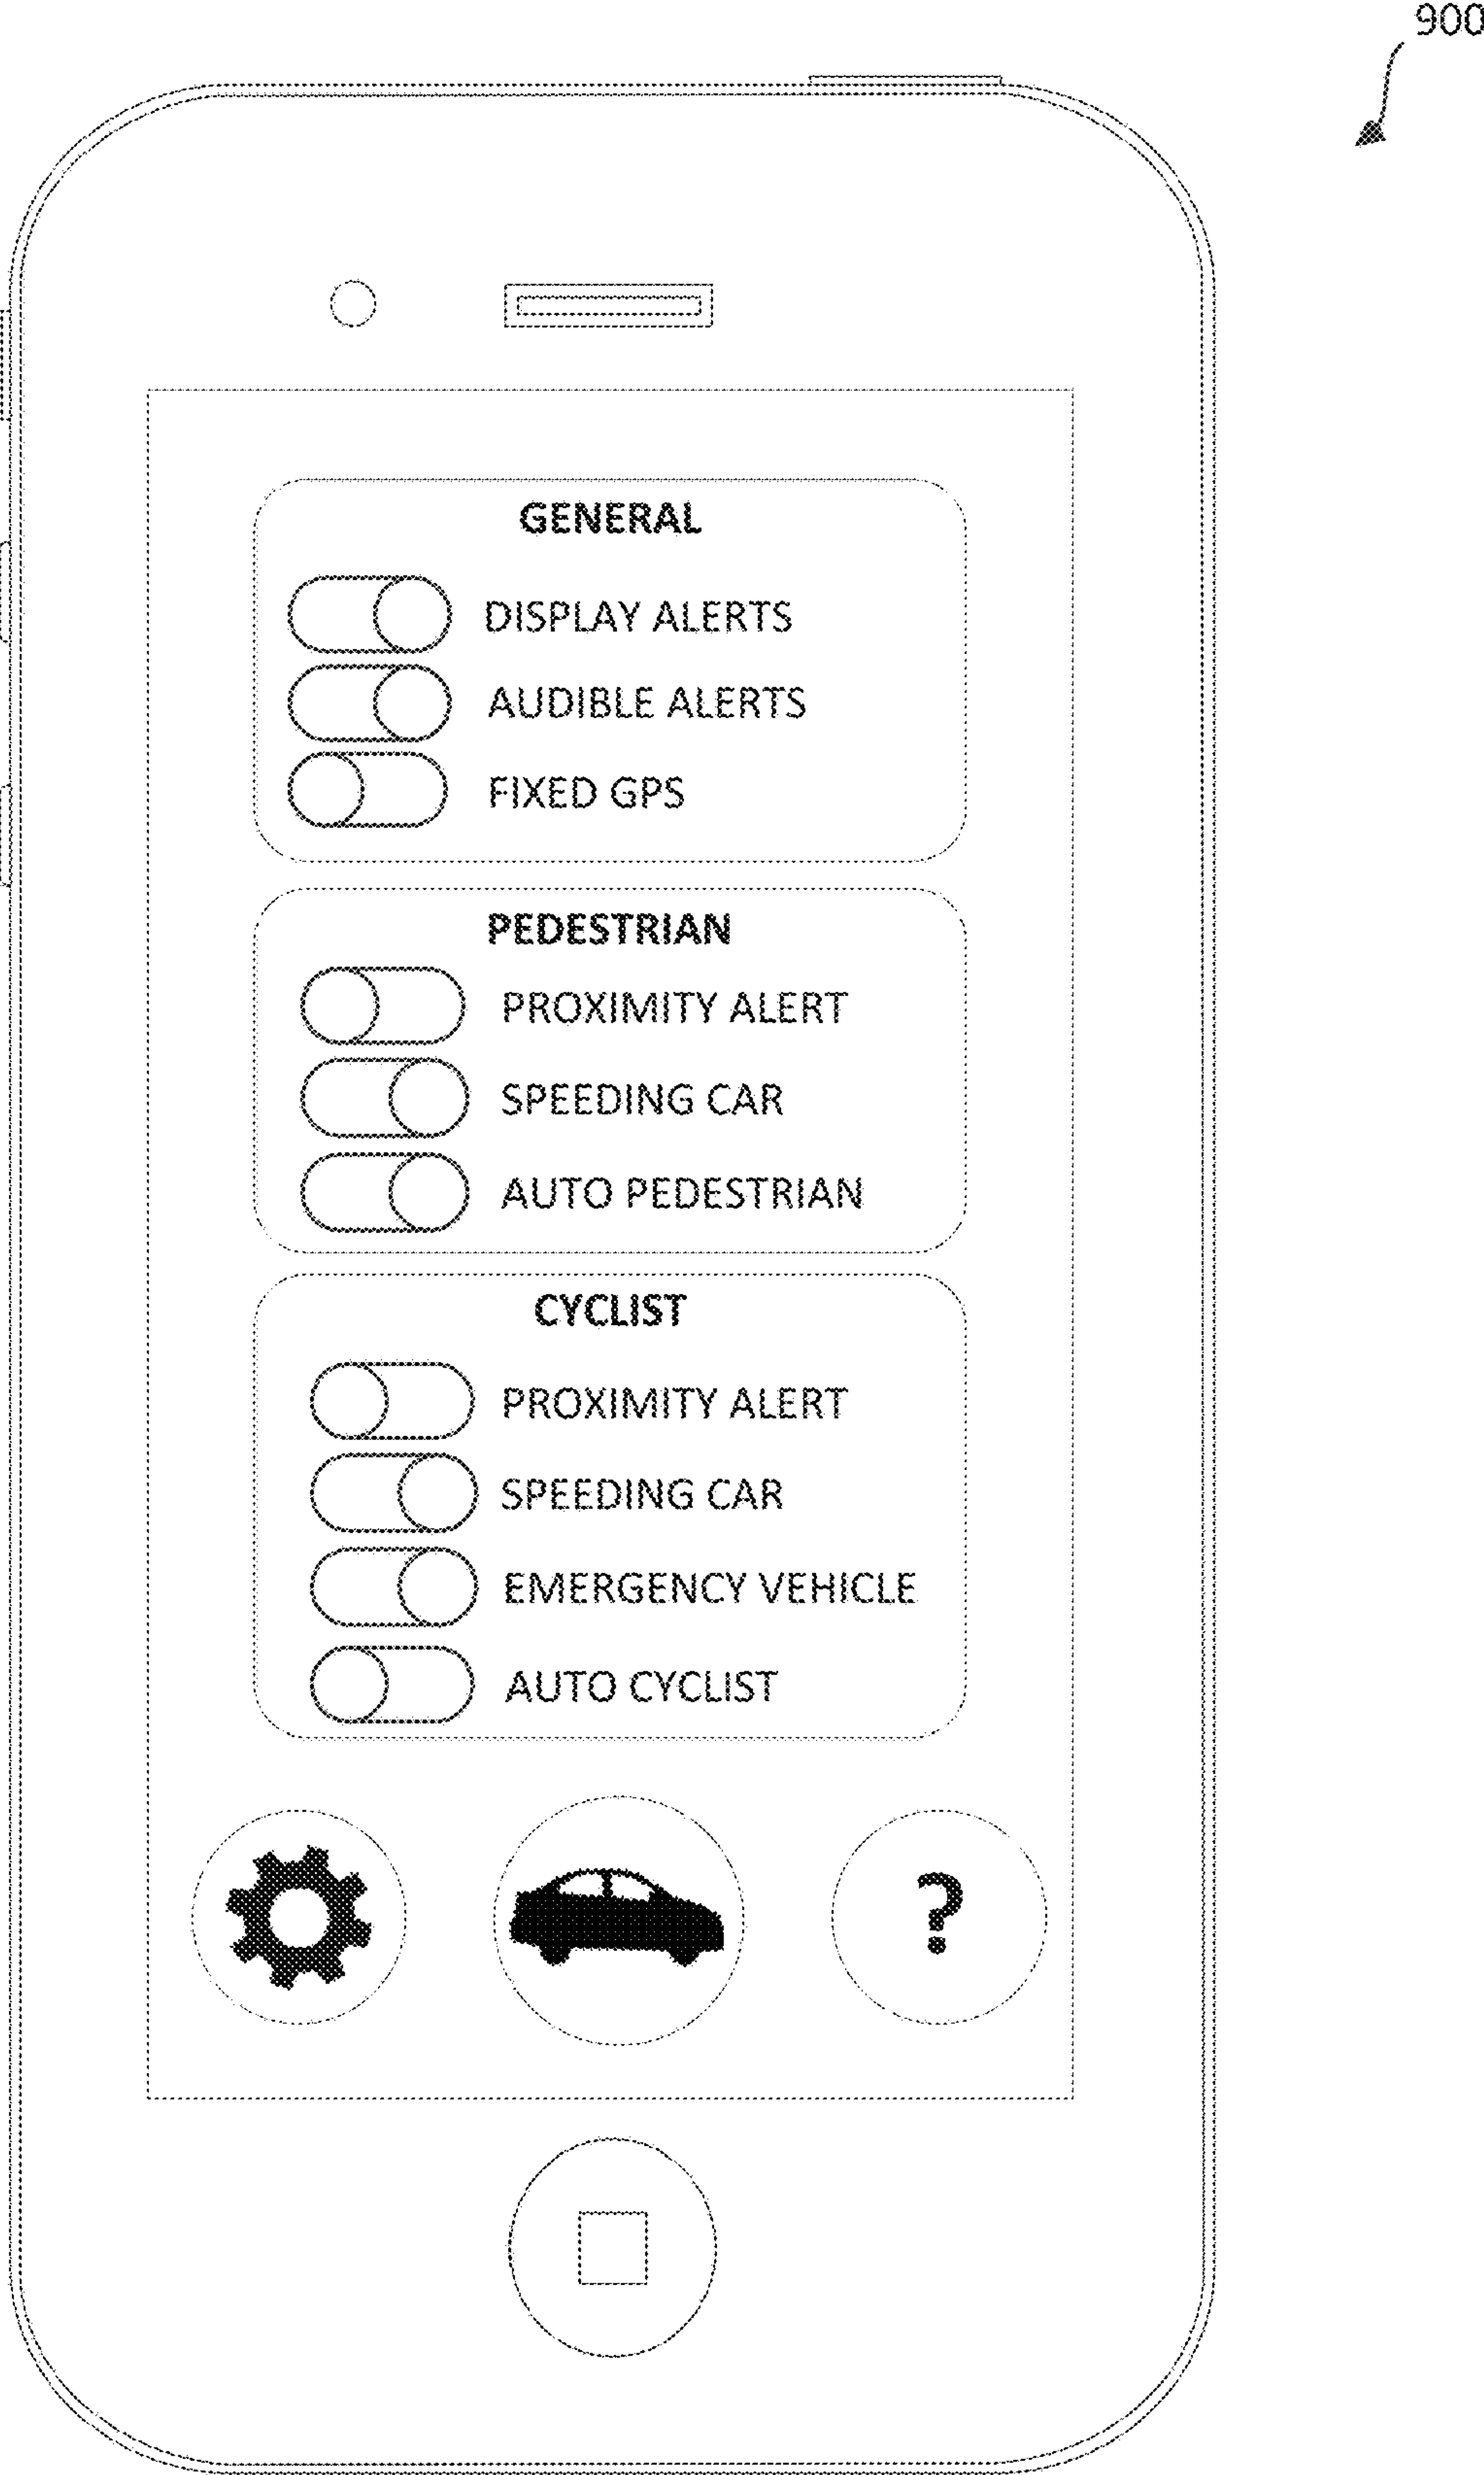 900
GENERAL
DISPLAY ALERTS
AUDIBLE ALERTS
FIXED GPS
PEDESTRIAN
PROXIMITY ALERT
SPEEDING CAR
AUTO PEDESTRIAN
CYCLIST
PROXIMITY ALERT
SPEEDING CAR
EMERGENCY VEHICLE
AUTO CYCLIST
?